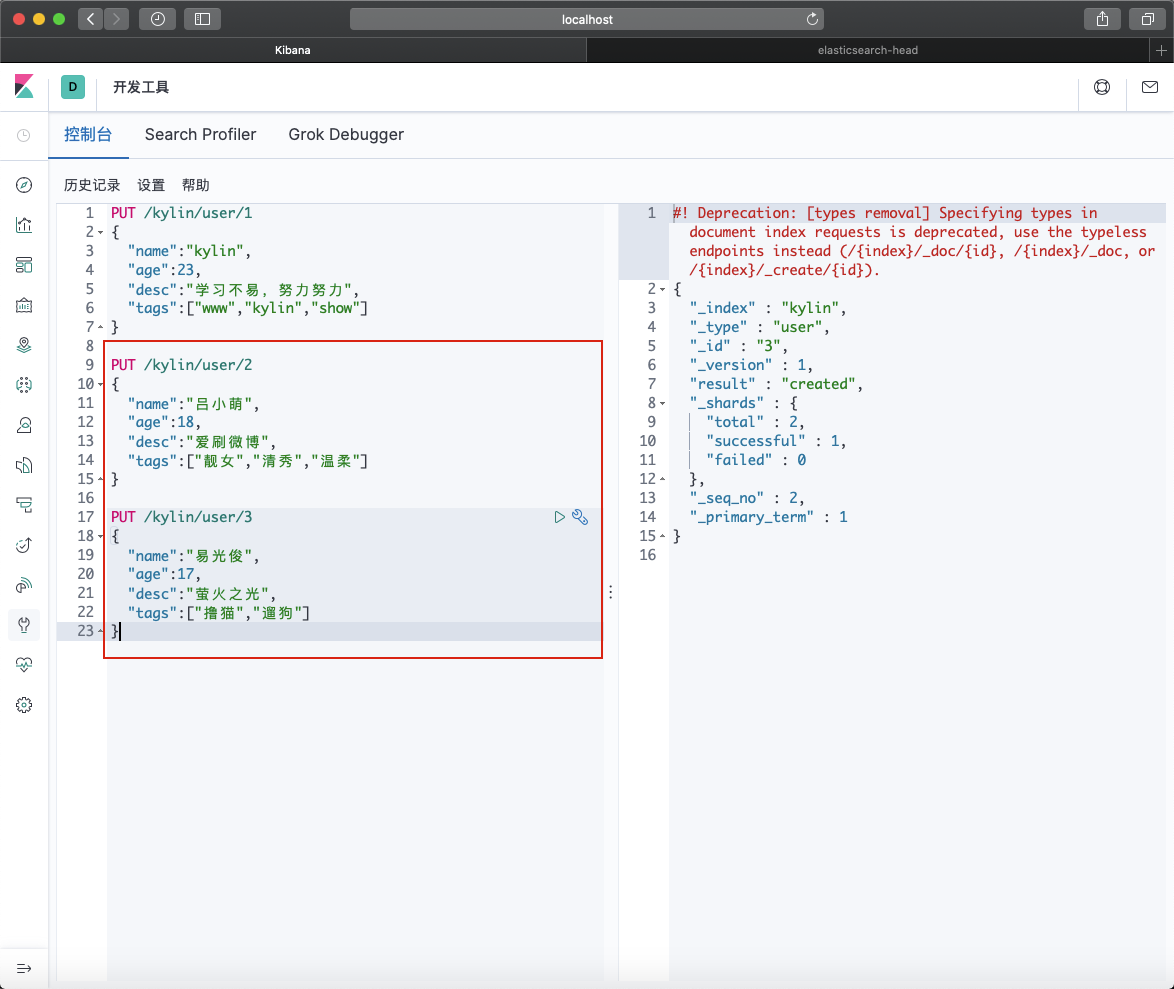 localhost
Kibana
elasticsearch-head
D
开发工具
控制台 Search Profiler Grok Debugger
历史记录 设置 帮助
1 PUT /kylin/user/1
2 {
3 "name":"kylin",
4 "age":23,
5 "desc":"学习不易，努力努力",
6 "tags":["www","kylin","show"]
7 }
8
9 PUT /kylin/user/2
10 {
11 "name":"吕小萌",
12 "age":18,
13 "desc":"爱刷微博",
14 "tags":["靓女","清秀","温柔"]
15 }
16
17 PUT /kylin/user/3
18 {
19 "name":"易光俊",
20 "age":17,
21 "desc":"萤火之光",
22 "tags":["撸猫","遛狗"]
23 }
1 #! Deprecation: [types removal] Specifying types in
document index requests is deprecated, use the typeless
endpoints instead (/{index}/_doc/{id}, /{index}/_doc, or
/{index}/_create/{id}).
2 {
3 "_index" : "kylin",
4 "_type" : "user",
5 "_id" : "3",
6 "_version" : 1,
7 "result" : "created",
8 "_shards" : {
9 "total" : 2,
10 "successful" : 1,
11 "failed" : 0
12 },
13 "_seq_no" : 2,
14 "_primary_term" : 1
15 }
16